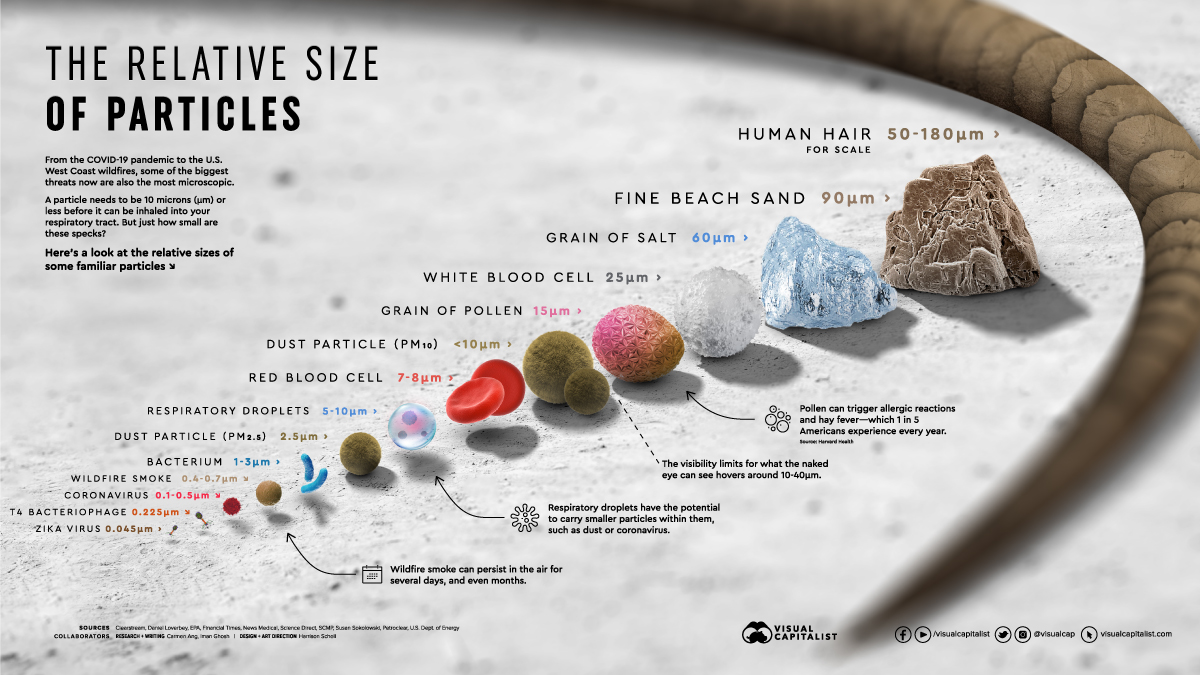 THE RELATIVE SIZE
OF PARTICLES
From the COVID-19 pandemic to the U.S.
West Coast wildfires, some of the biggest
threats now are also the most microscopic.
A particle needs to be 10 microns (μm) or
less before it can be inhaled into your
respiratory tract. But just how small are
these specks?
Here's a look at the relative sizes of
some familiar particles ↘
HUMAN HAIR 50-180μm ›
FOR SCALE
FINE BEACH SAND 90μm ›
GRAIN OF SALT 60μm ›
WHITE BLOOD CELL 25μm ›
GRAIN OF POLLEN 15μm ›
DUST PARTICLE (PM10) <10μm ›
RED BLOOD CELL 7-8μm ›
RESPIRATORY DROPLETS 5-10μm ›
DUST PARTICLE (PM2.5) 2.5μm ›
BACTERIUM 1-3μm ›
WILDFIRE SMOKE 0.4-0.7μm ↘
CORONAVIRUS 0.1-0.5μm ↘
T4 BACTERIOPHAGE 0.225μm ↘
ZIKA VIRUS 0.045μm ›
Pollen can trigger allergic reactions
and hay fever—which 1 in 5
Americans experience every year.
Source: Harvard Health
The visibility limits for what the naked
eye can see hovers around 10-40μm.
Respiratory droplets have the potential
to carry smaller particles within them,
such as dust or coronavirus.
Wildfire smoke can persist in the air for
several days, and even months.
SOURCES Clearstream, Daniel Loverbey, EPA, Financial Times, News Medical, Science Direct, SCMP, Susan Sokolowski, Petroclear, U.S. Dept. of Energy
COLLABORATORS RESEARCH + WRITING Carmen Ang, Iman Ghosh | DESIGN + ART DIRECTION Harrison Schell
VISUAL
CAPITALIST
/visualcapitalist @visualcap visualcapitalist.com